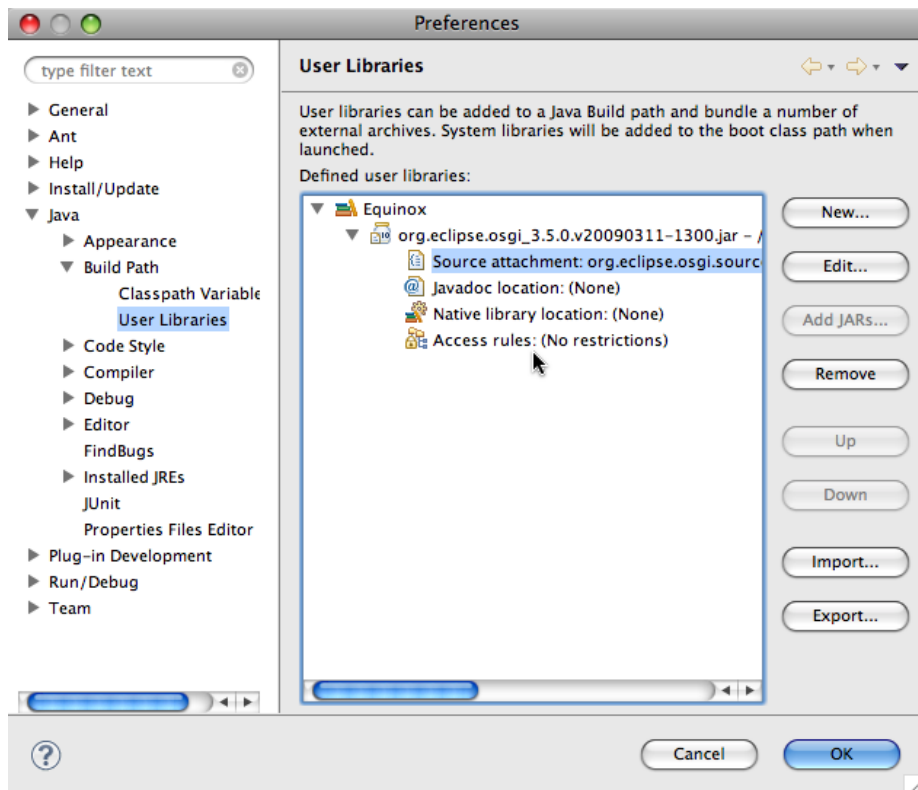 Preferences
type filter text
General
Ant
Help
Install/Update
Java
Appearance
Build Path
Classpath Variable
User Libraries
Code Style
Compiler
Debug
Editor
FindBugs
Installed JREs
JUnit
Properties Files Editor
Plug-in Development
Run/Debug
Team
User Libraries
User libraries can be added to a Java Build path and bundle a number of
external archives. System libraries will be added to the boot class path when
launched.
Defined user libraries:
Equinox
org.eclipse.osgi_3.5.0.v20090311-1300.jar - /
Source attachment: org.eclipse.osgi.sourc
Javadoc location: (None)
Native library location: (None)
Access rules: (No restrictions)
New...
Edit...
Add JARs...
Remove
Up
Down
Import...
Export...
Cancel
OK